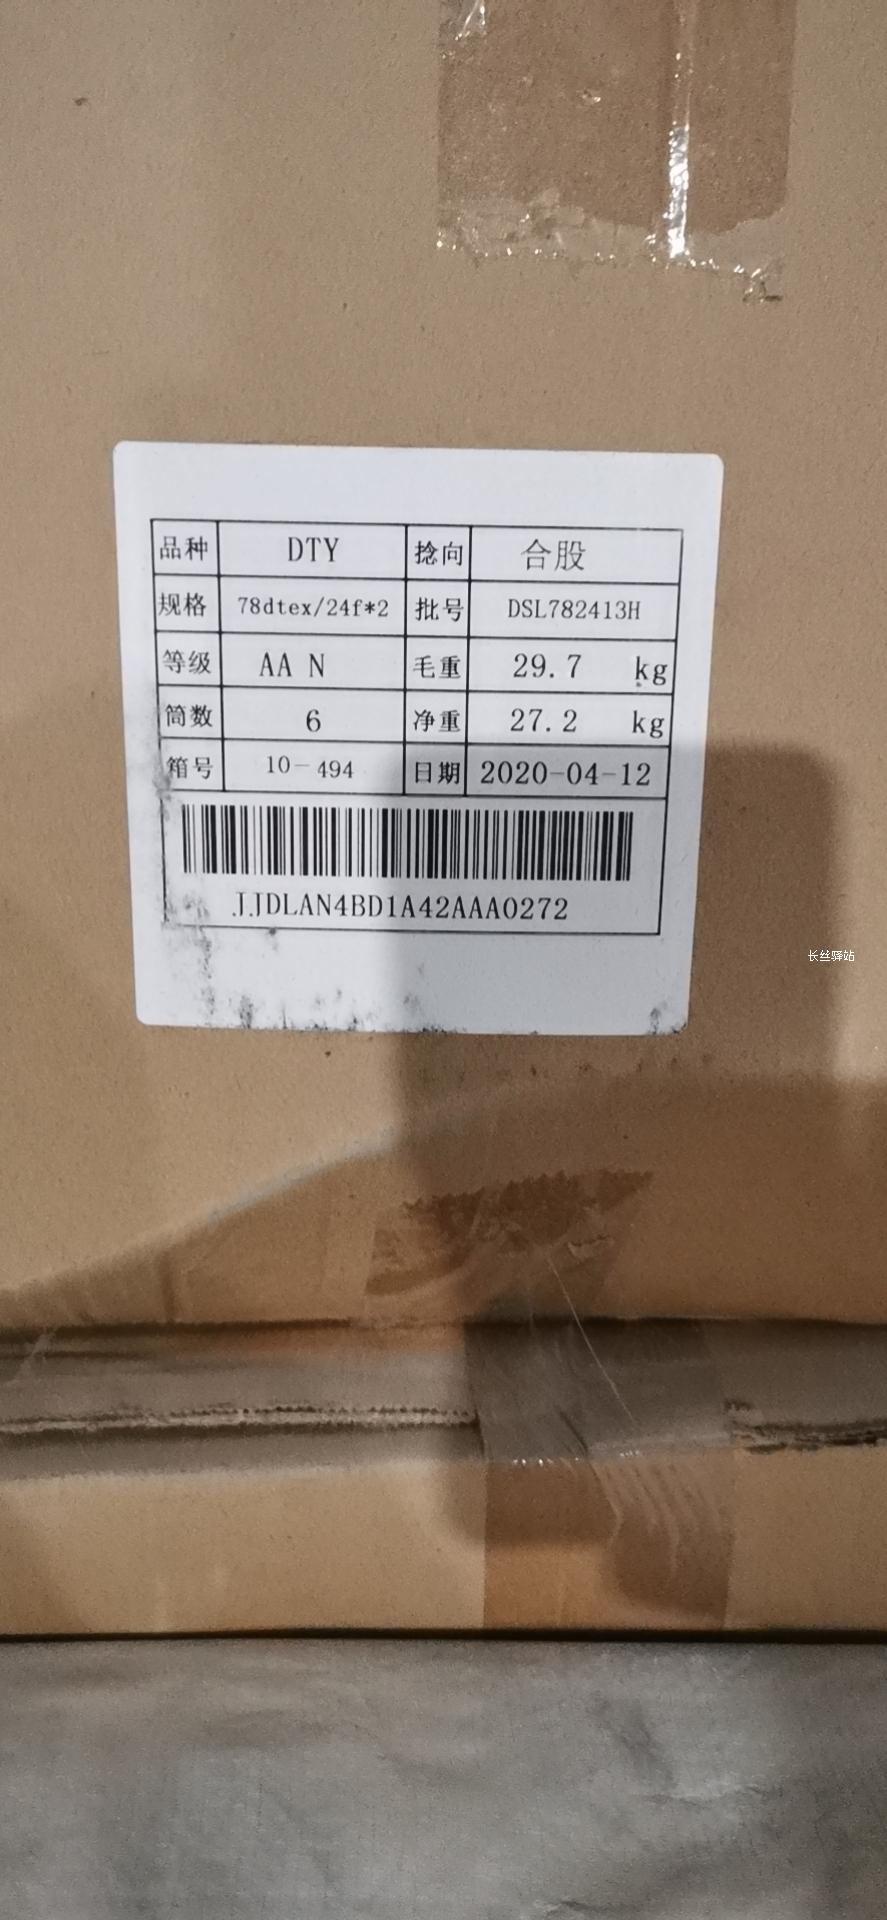 品种 DTY 捻向 合股
规格 78dtex/24f*2 批号 DSL782413H
等级 AA N 毛重 29.7 kg
筒数 6 净重 27.2 kg
箱号 10-494 日期 2020-04-12
JJDLAN4BD1A42AAA0272
长丝驿站